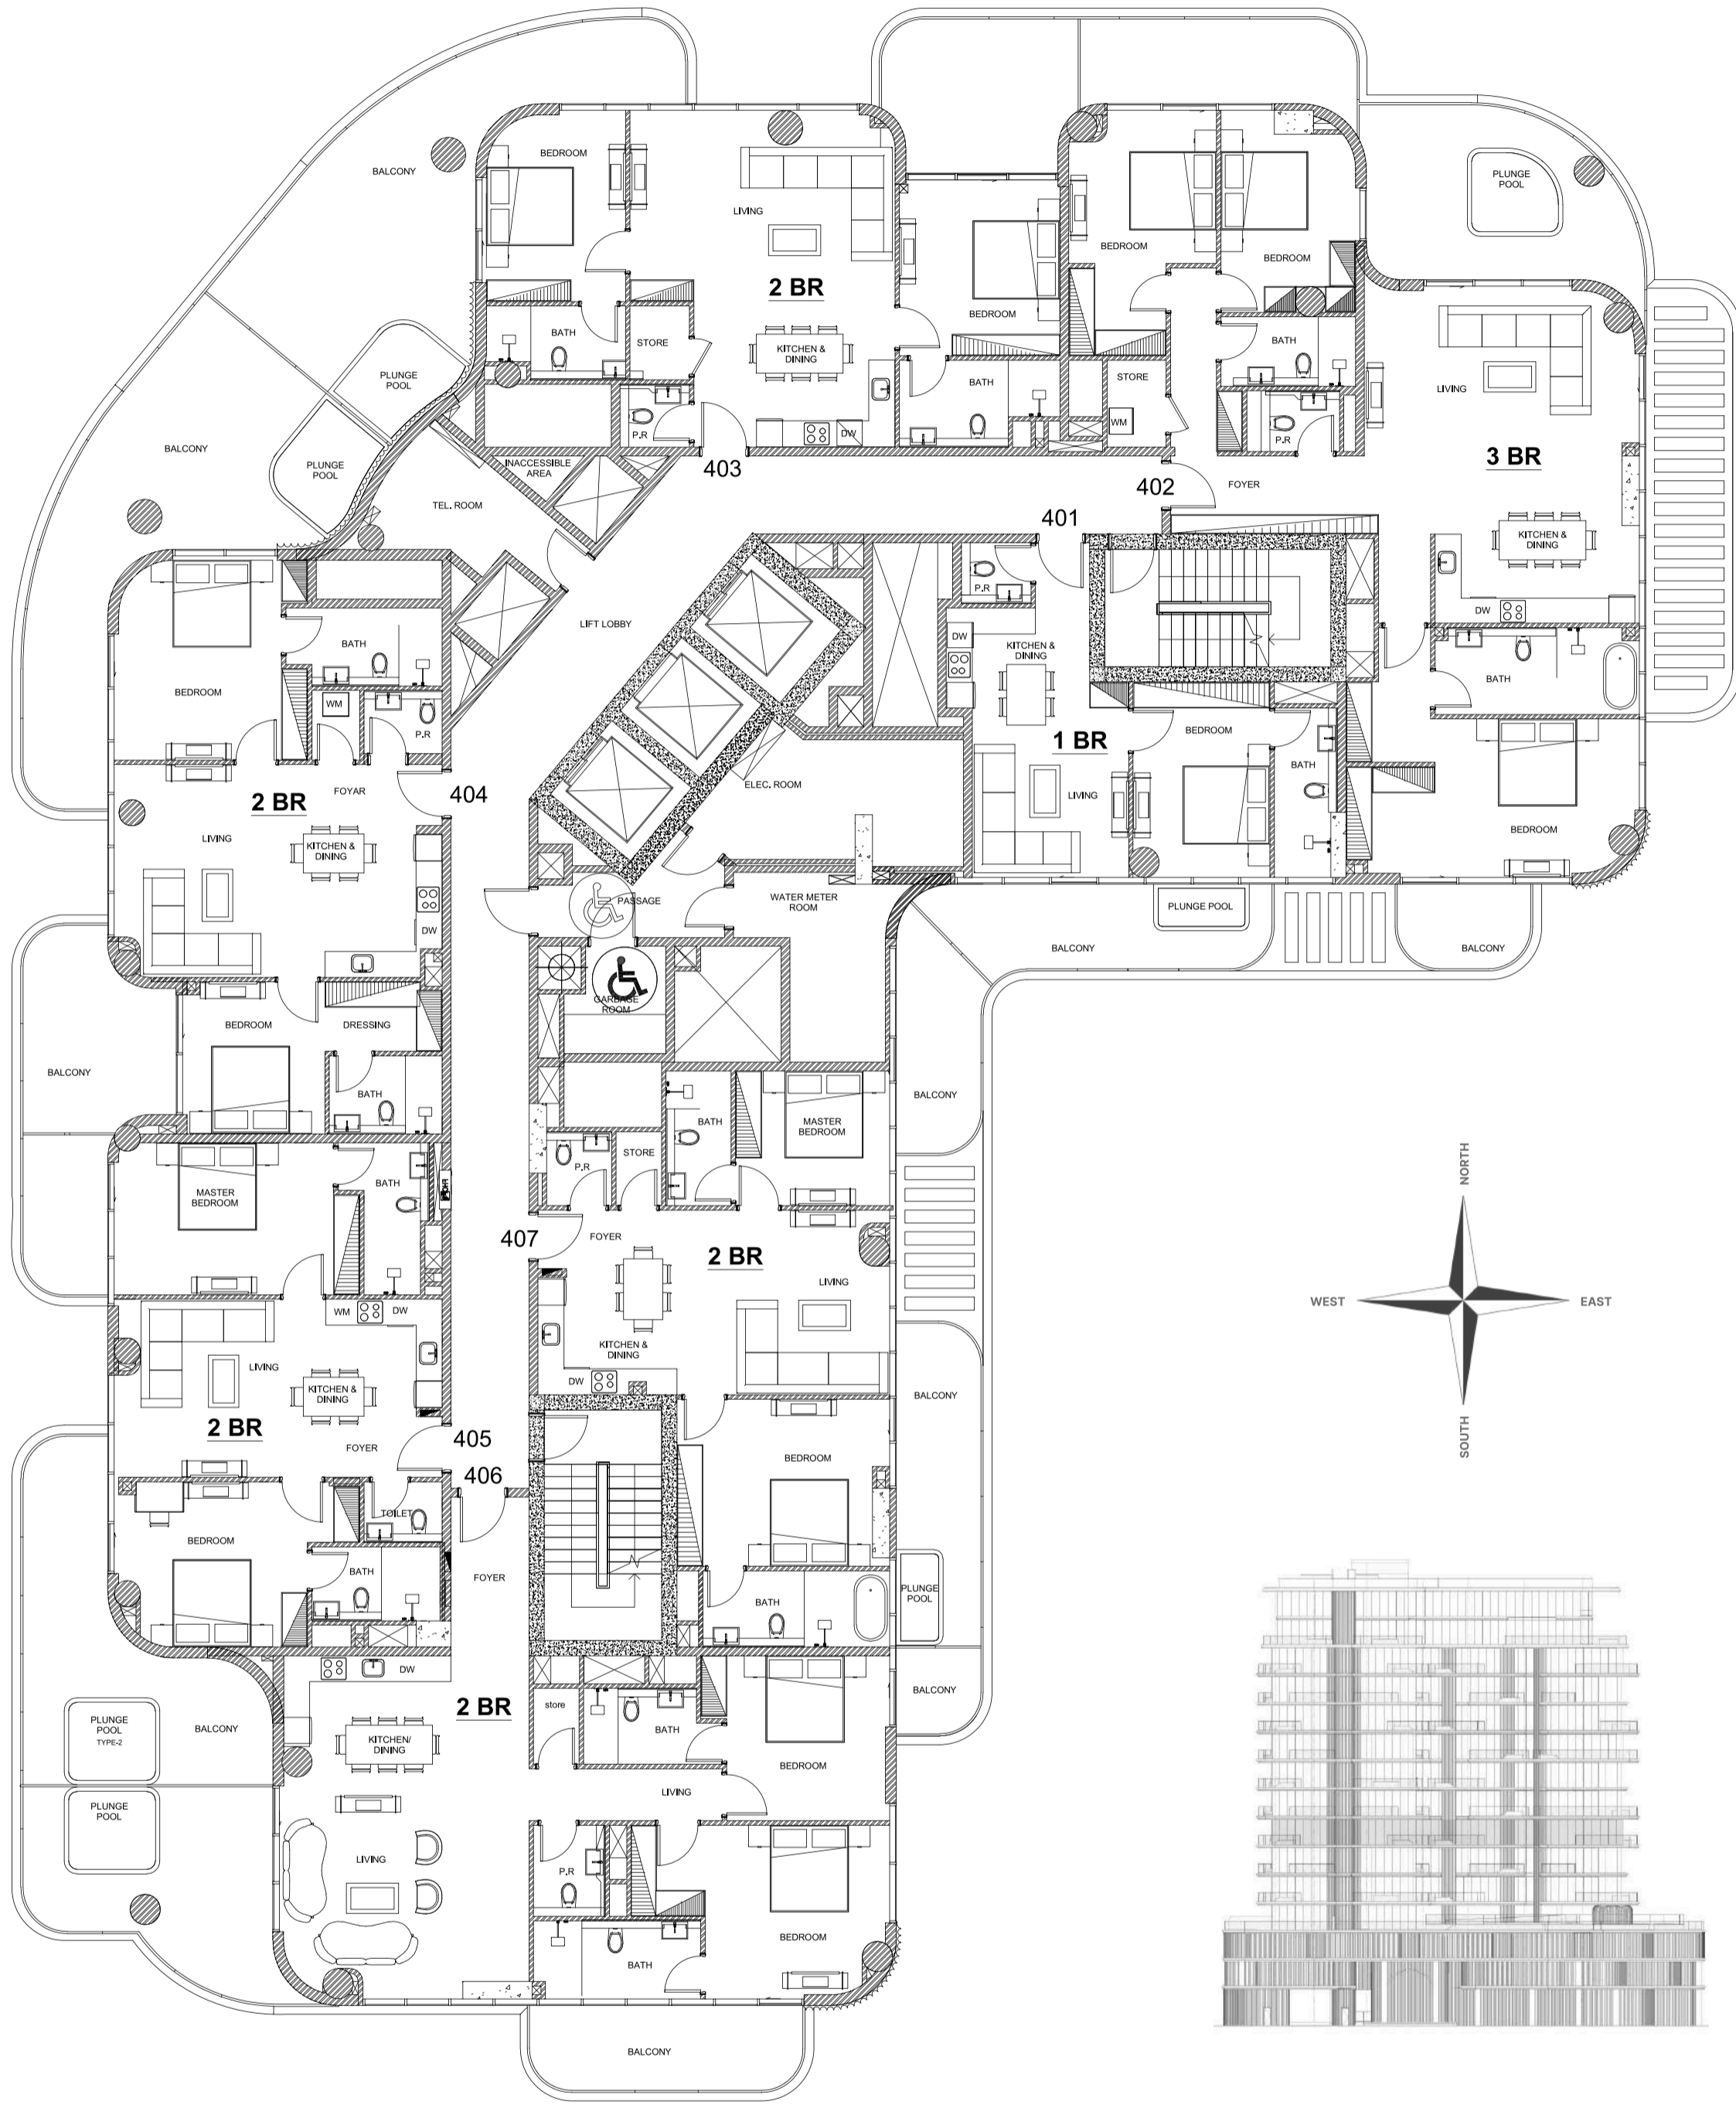 BALCONY
BEDROOM
LIVING
2 BR
BATH
STORE
KITCHEN &
DINING
P.R
DW
BEDROOM
BATH
403
BEDROOM
BEDROOM
BATH
STORE
WM
P.R
402
FOYER
PLUNGE
POOL
LIVING
3 BR
KITCHEN &
DINING
DW
BATH
BEDROOM
PLUNGE
POOL
BALCONY
PLUNGE
POOL
INACCESSIBLE
AREA
TEL. ROOM
LIFT LOBBY
401
P.R
DW
KITCHEN &
DINING
1 BR
LIVING
BEDROOM
BATH
ELEC. ROOM
PLUNGE POOL
BALCONY
BALCONY
BATH
BEDROOM
WM
P.R
FOYAR
404
2 BR
LIVING
KITCHEN &
DINING
DW
PASSAGE
WATER METER
ROOM
GARBAGE
ROOM
BEDROOM
DRESSING
BATH
BALCONY
BALCONY
BATH
MASTER
BEDROOM
P.R
STORE
407
FOYER
2 BR
LIVING
KITCHEN &
DINING
DW
BALCONY
MASTER
BEDROOM
BATH
WM
DW
LIVING
KITCHEN &
DINING
2 BR
FOYER
405
406
BEDROOM
TOILET
BATH
FOYER
BEDROOM
BATH
PLUNGE
POOL
BALCONY
DW
2 BR
store
BATH
BEDROOM
KITCHEN/
DINING
LIVING
LIVING
P.R
BATH
BEDROOM
PLUNGE
POOL
TYPE-2
BALCONY
PLUNGE
POOL
BALCONY
NORTH
WEST
EAST
SOUTH